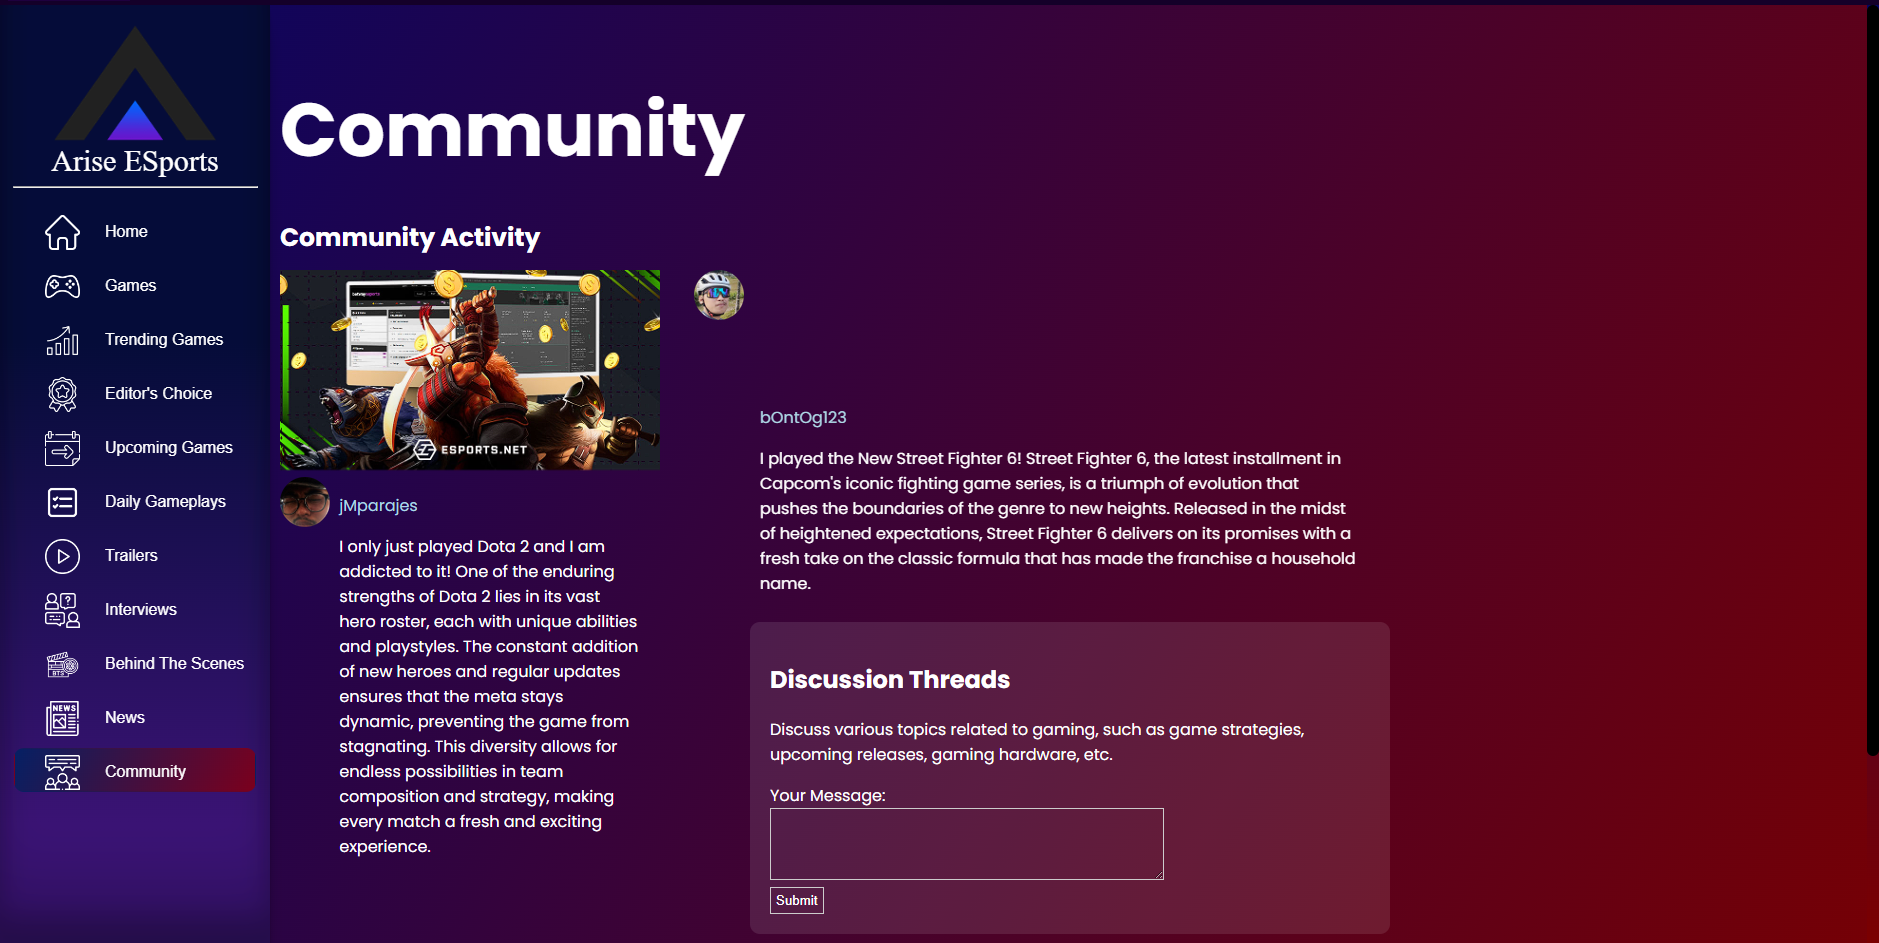 Arise ESports
Home
Games
Trending Games
Editor's Choice
Upcoming Games
Daily Gameplays
Trailers
Interviews
BTS
Behind The Scenes
NEWS
News
Community
Community
Community Activity
ESPORTS.NET
jMparajes
I only just played Dota 2 and I am
addicted to it! One of the enduring
strengths of Dota 2 lies in its vast
hero roster, each with unique abilities
and playstyles. The constant addition
of new heroes and regular updates
ensures that the meta stays
dynamic, preventing the game from
stagnating. This diversity allows for
endless possibilities in team
composition and strategy, making
every match a fresh and exciting
experience.
bOntOg123
I played the New Street Fighter 6! Street Fighter 6, the latest installment in
Capcom's iconic fighting game series, is a triumph of evolution that
pushes the boundaries of the genre to new heights. Released in the midst
of heightened expectations, Street Fighter 6 delivers on its promises with a
fresh take on the classic formula that has made the franchise a household
name.
Discussion Threads
Discuss various topics related to gaming, such as game strategies,
upcoming releases, gaming hardware, etc.
Your Message:
Submit